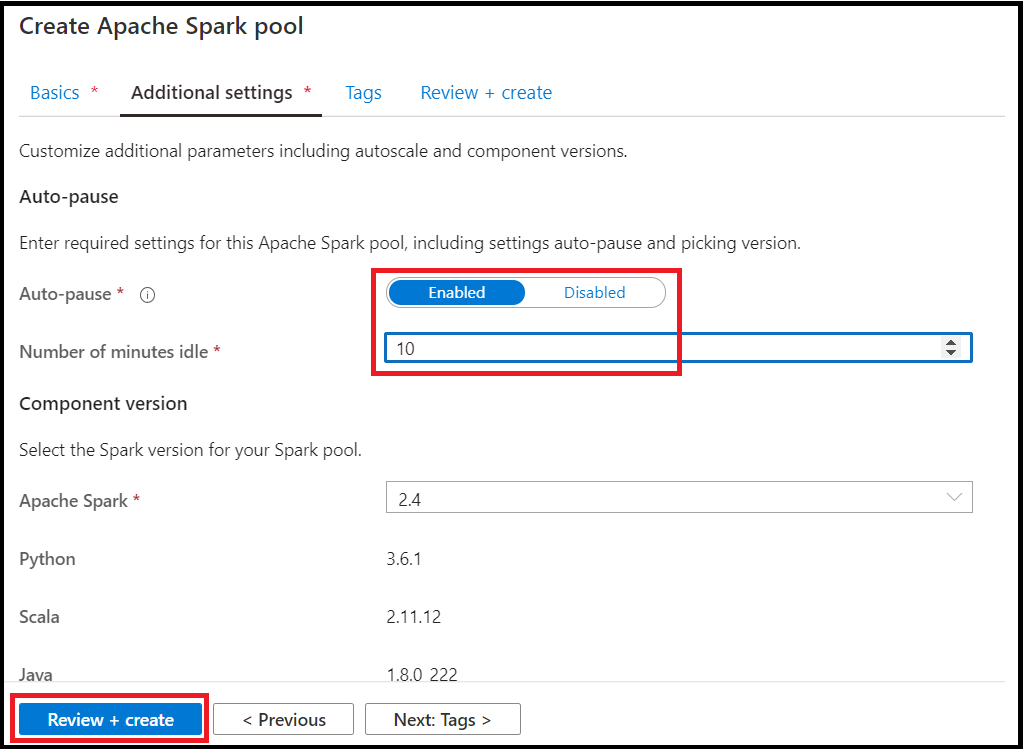 Create Apache Spark pool
Basics * Additional settings * Tags Review + create
Customize additional parameters including autoscale and component versions.
Auto-pause
Enter required settings for this Apache Spark pool, including settings auto-pause and picking version.
Auto-pause * Enabled Disabled
Number of minutes idle * 10
Component version
Select the Spark version for your Spark pool.
Apache Spark * 2.4
Python 3.6.1
Scala 2.11.12
Java 1.8.0_222
Review + create < Previous Next: Tags >